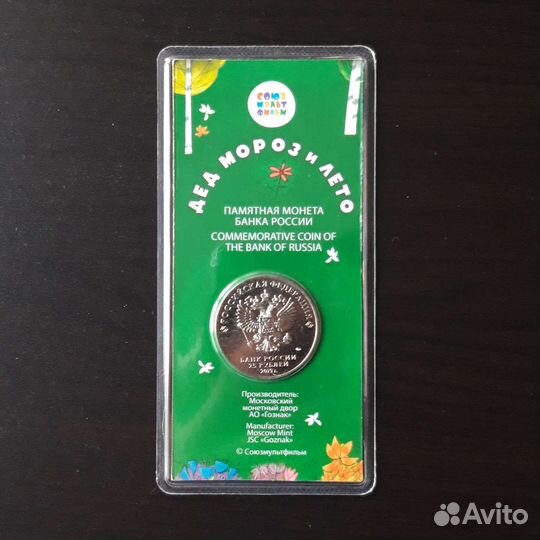 СОЮЗ
МУЛЬТ
ФИЛЬМ
ДЕД МОРОЗ И ЛЕТО
ПАМЯТНАЯ МОНЕТА
БАНКА РОССИИ
COMMEMORATIVE COIN OF
THE BANK OF RUSSIA
РОССИЙСКАЯ ФЕДЕРАЦИЯ
БАНК РОССИИ
25 РУБЛЕЙ
2019 г.
Производитель:
Московский
монетный двор
АО «Гознак»
Manufacturer:
Moscow Mint
JSC «Goznak»
© Союзмультфильм
Avito